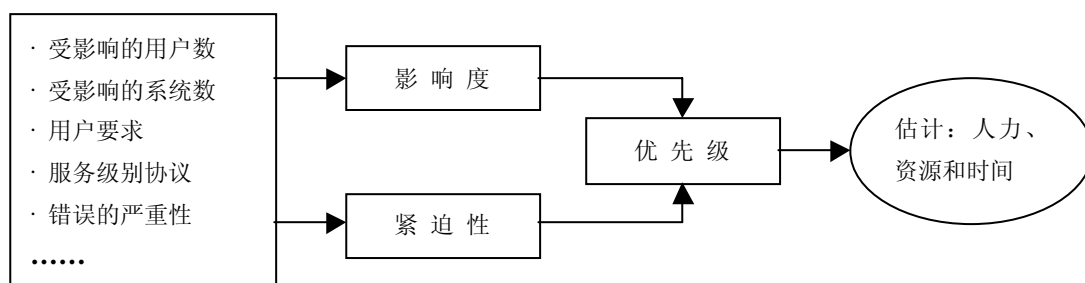 · 受影响的用户数
· 受影响的系统数
· 用户要求
· 服务级别协议
· 错误的严重性
……
影 响 度
紧 迫 性
优 先 级
估计：人力、
资源和时间